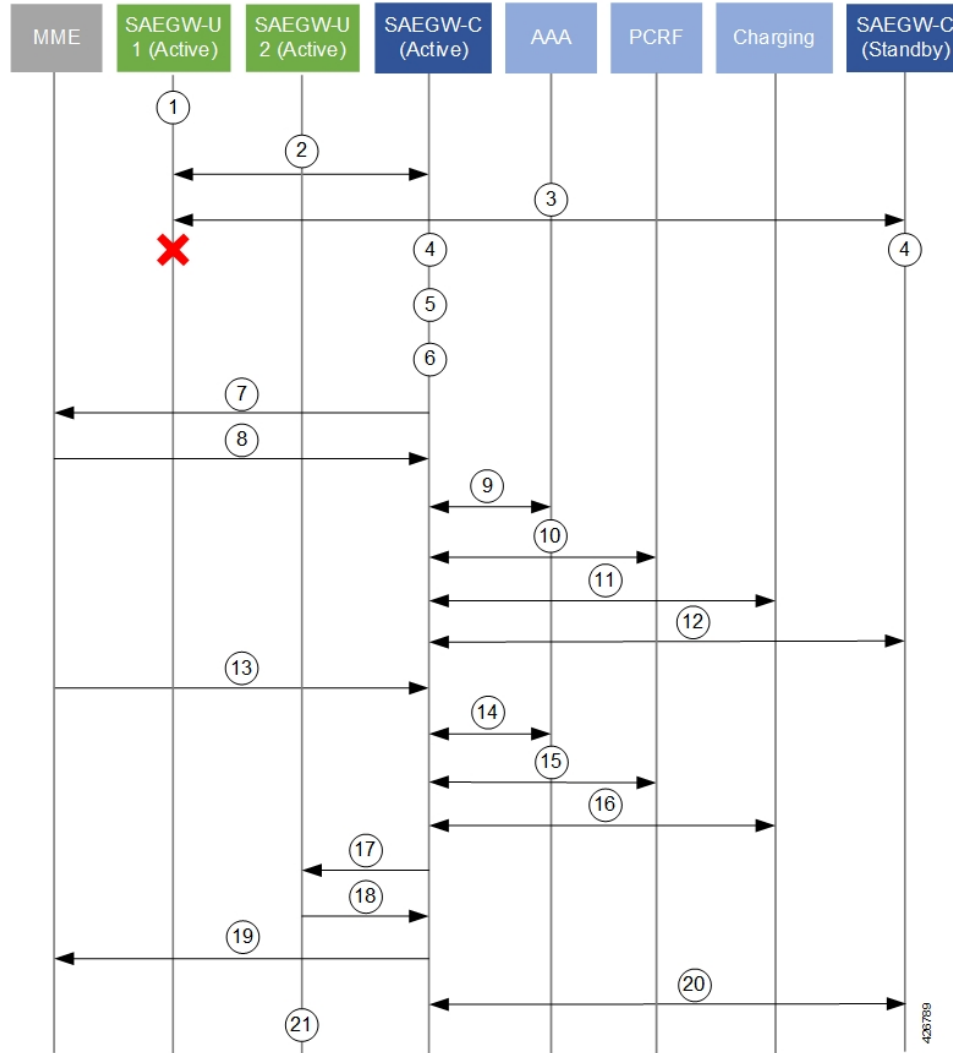 MME
SAEGW-U
1 (Active)
SAEGW-U
2 (Active)
SAEGW-C
(Active)
AAA
PCRF
Charging
SAEGW-C
(Standby)
1
2
3
4
4
5
6
7
8
9
10
11
12
13
14
15
16
17
18
19
20
21
426789